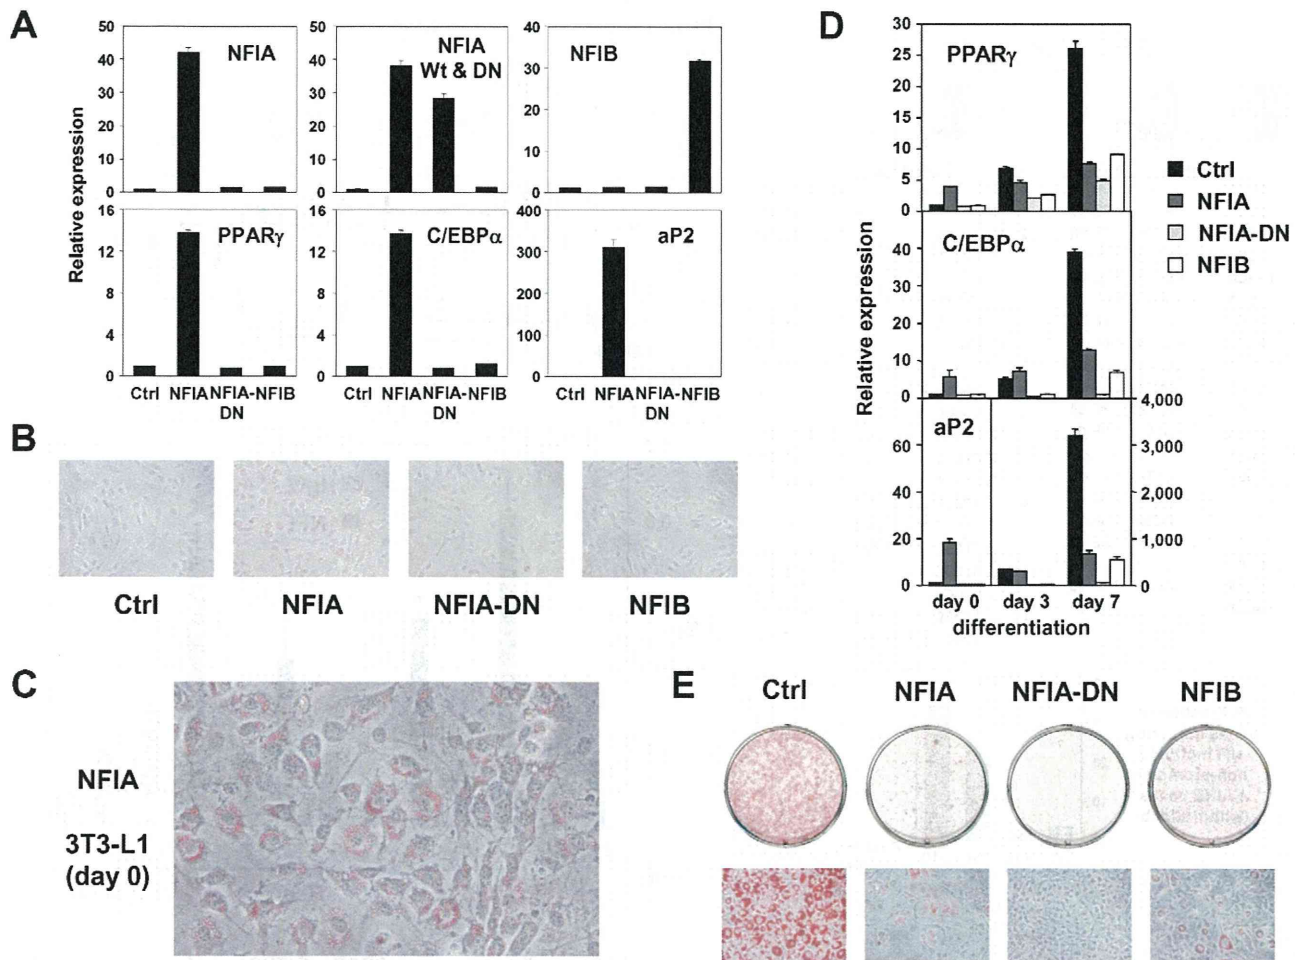 A
50
40
30
20
10
0
NFIA
50
40
30
20
10
0
NFIA
Wt & DN
40
30
20
10
0
NFIB
Relative expression
16
12
8
4
0
PPARγ
16
12
8
4
0
C/EBPα
400
300
200
100
0
aP2
Ctrl NFIA NFIA- NFIB
DN
Ctrl NFIA NFIA- NFIB
DN
Ctrl NFIA NFIA- NFIB
DN
B
Ctrl
NFIA
NFIA-DN
NFIB
C
NFIA
3T3-L1
(day 0)
D
30
25
20
15
10
5
0
PPARγ
Ctrl
NFIA
NFIA-DN
NFIB
Relative expression
40
30
20
10
0
C/EBPα
60
40
20
0
aP2
4,000
3,000
2,000
1,000
0
day 0 day 3 day 7
differentiation
E
Ctrl
NFIA
NFIA-DN
NFIB